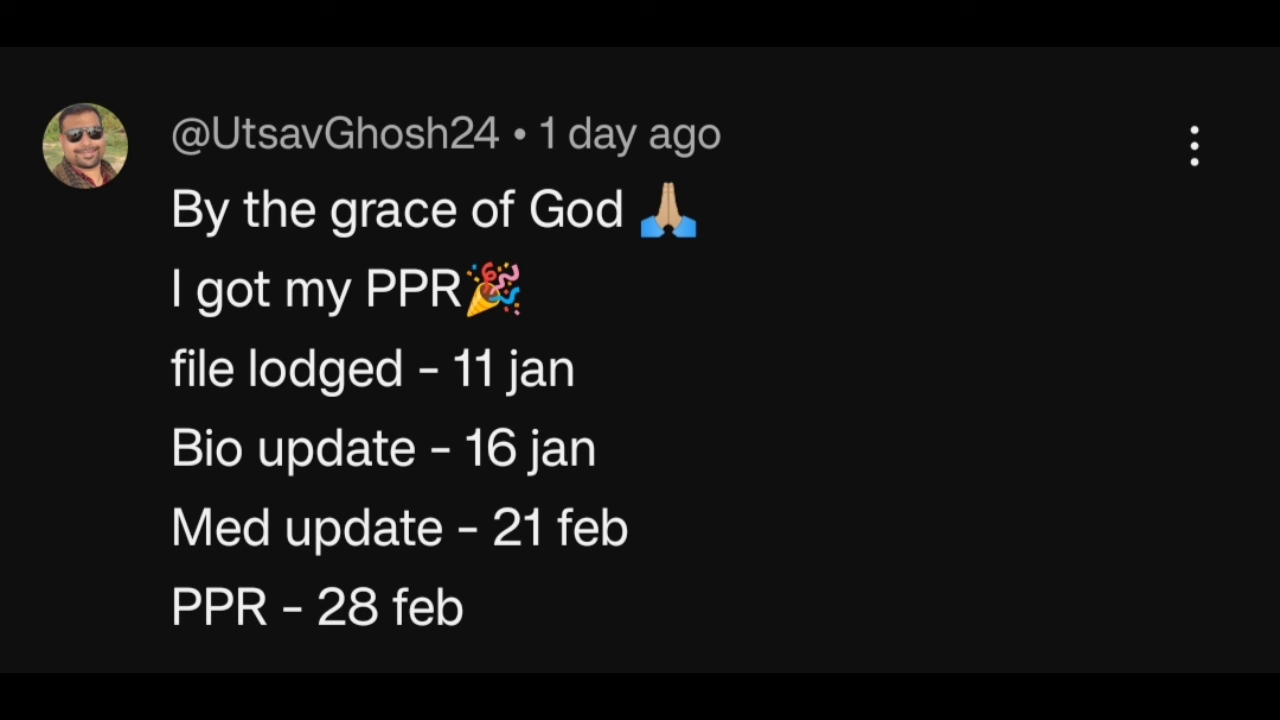 @UtsavGhosh24 • 1 day ago
By the grace of God 🙏🏼
I got my PPR🎉
file lodged - 11 jan
Bio update - 16 jan
Med update - 21 feb
PPR - 28 feb